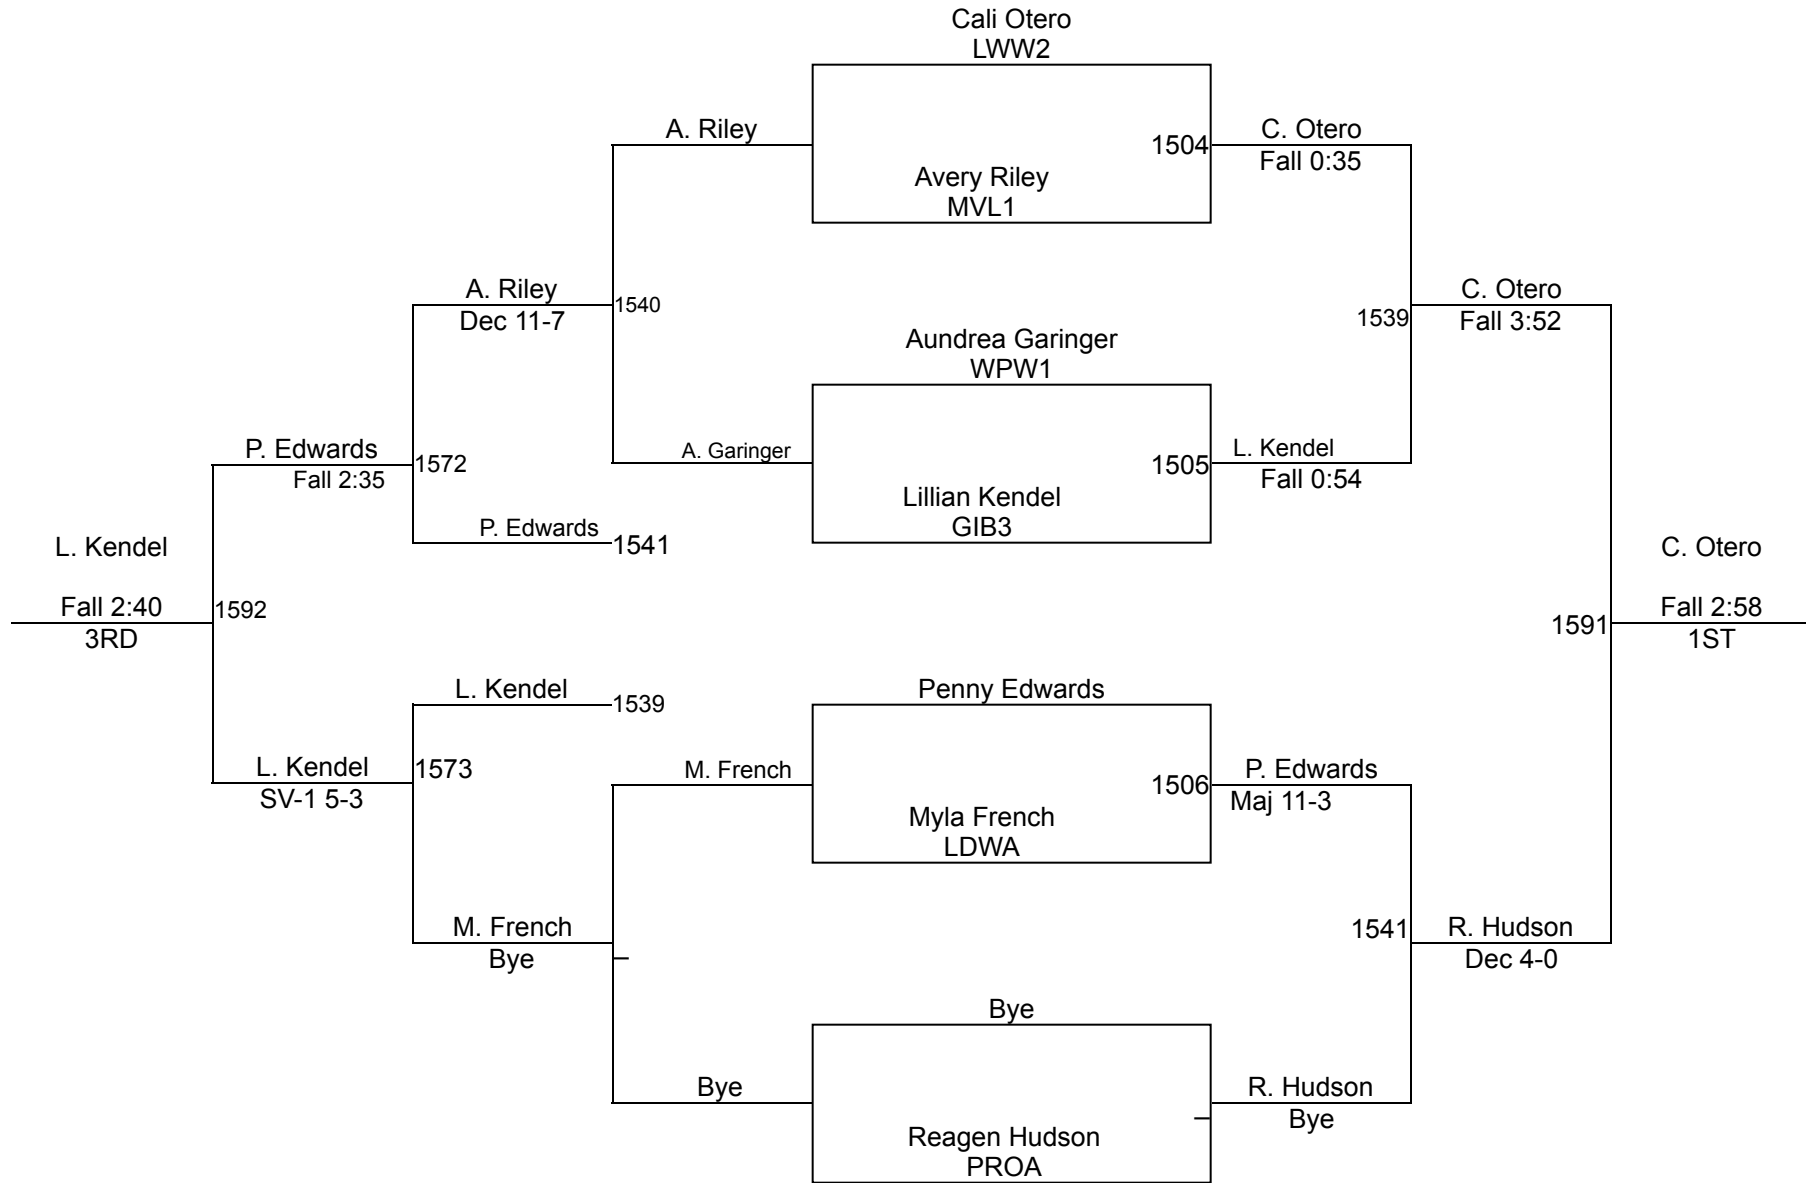 Cali Otero
LWW2
A. Riley
1504
C. Otero
Fall 0:35
Avery Riley
MVL1
A. Riley
Dec 11-7
1540
C. Otero
Fall 3:52
1539
Aundrea Garinger
WPW1
P. Edwards
Fall 2:35
1572
A. Garinger
1505
L. Kendel
Fall 0:54
Lillian Kendel
GIB3
P. Edwards
1541
L. Kendel
Fall 2:40
3RD
1592
C. Otero
Fall 2:58
1ST
1591
L. Kendel
1539
Penny Edwards
L. Kendel
SV-1 5-3
1573
M. French
1506
P. Edwards
Maj 11-3
Myla French
LDWA
M. French
Bye
1541
R. Hudson
Dec 4-0
Bye
Bye
R. Hudson
Bye
Reagen Hudson
PROA